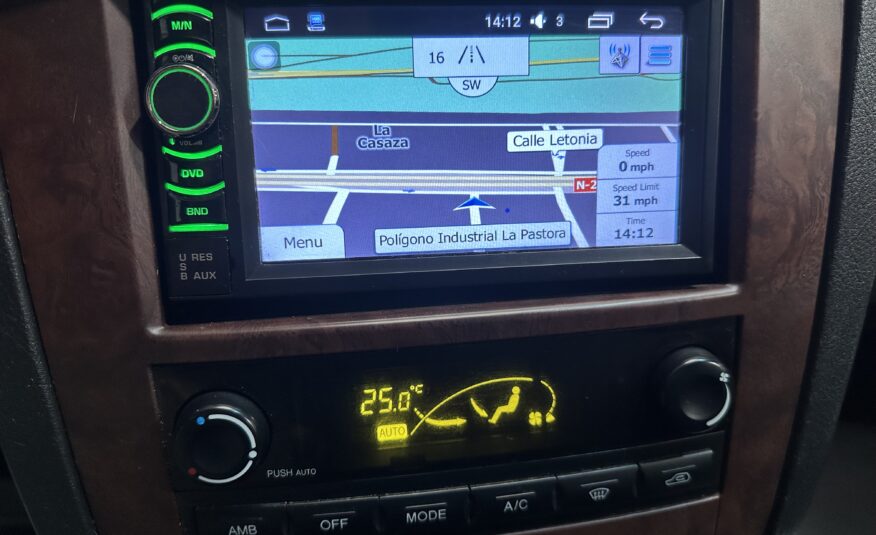 M/N
14:12 3
16
SW
VOL
La
Casaza
Calle Letonia
Speed
0 mph
DVD
N-2
Speed Limit
31 mph
BND
Time
14:12
Menu
Polígono Industrial La Pastora
USB
RES
AUX
25.0°C
AUTO
PUSH AUTO
AMB
OFF
MODE
A/C